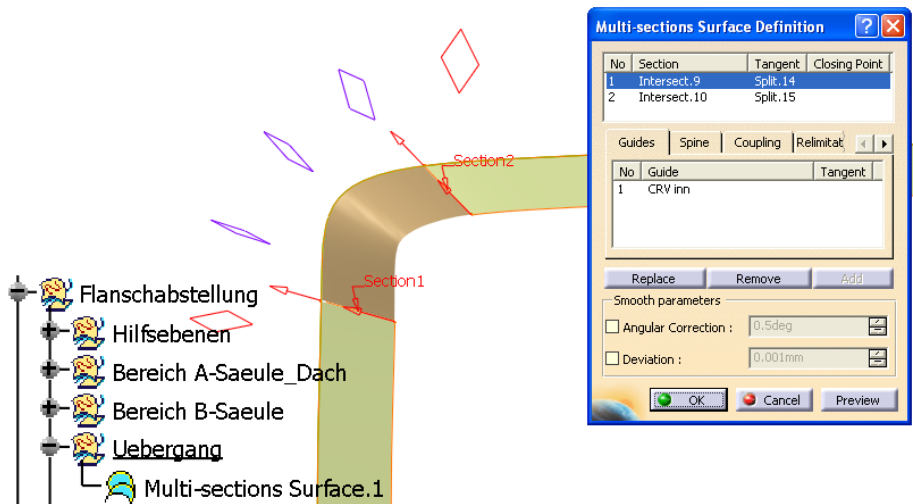 Section2
Section1
Flanschabstellung
Hilfsebenen
Bereich A-Saeule_Dach
Bereich B-Saeule
Uebergang
Multi-sections Surface.1
Multi-sections Surface Definition
No Section Tangent Closing Point
1 Intersect.9 Split.14
2 Intersect.10 Split.15
Guides Spine Coupling Relimitat
No Guide Tangent
1 CRV inn
Replace Remove Add
Smooth parameters
Angular Correction : 0.5deg
Deviation : 0.001mm
OK Cancel Preview